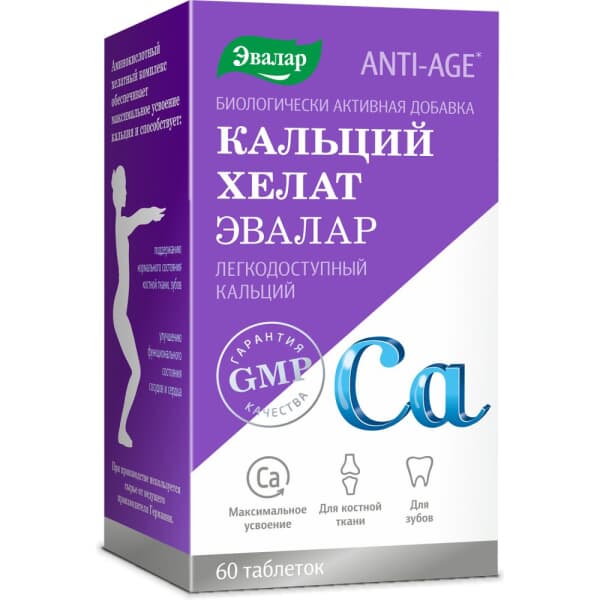 Аминокислотный
хелатный комплекс
обеспечивает
максимальное усвоение
кальция и способствует:
поддержанию
нормального состояния
костной ткани, зубов
улучшению
функционального
состояния
сосудов и сердца
При производстве используется
сырье от ведущего
производителя Германии.
Эвалар
ANTI-AGE*
БИОЛОГИЧЕСКИ АКТИВНАЯ ДОБАВКА
КАЛЬЦИЙ
ХЕЛАТ
ЭВАЛАР
ЛЕГКОДОСТУПНЫЙ
КАЛЬЦИЙ
ГАРАНТИЯ
GMP
КАЧЕСТВА
Ca
Ca
Максимальное
усвоение
Для костной
ткани
Для
зубов
60 таблеток